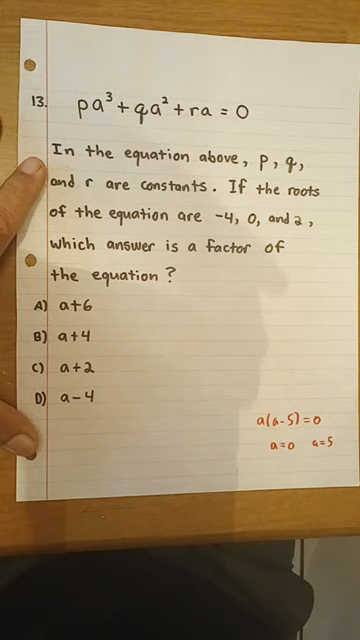 13. pa³ + qa² + ra = 0
In the equation above, p, q,
and r are constants. If the roots
of the equation are -4, 0, and 2,
which answer is a factor of
the equation?
A) a+6
B) a+4
C) a+2
D) a-4
a(a-5)=0
a=0 a=5